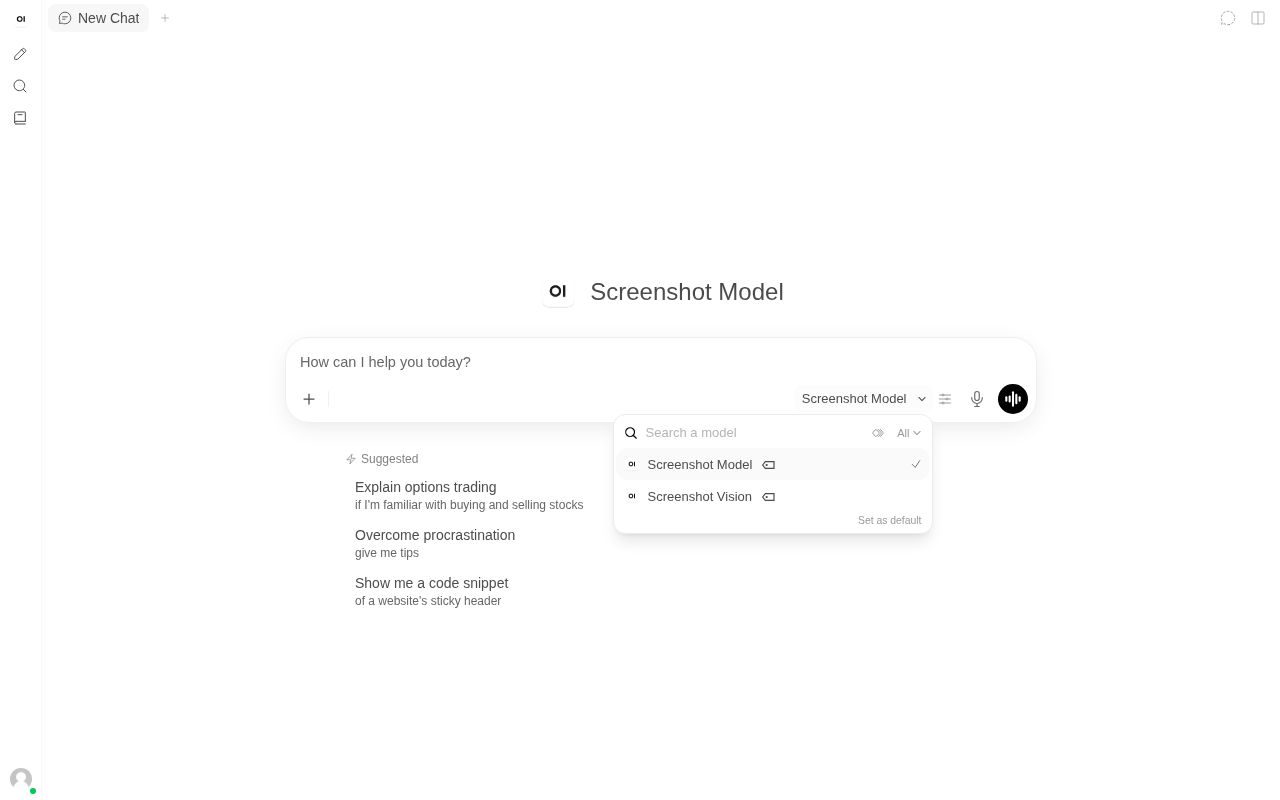 OI
New Chat
OI Screenshot Model
How can I help you today?
Screenshot Model
Search a model
All
OI Screenshot Model
OI Screenshot Vision
Set as default
Suggested
Explain options trading
if I'm familiar with buying and selling stocks
Overcome procrastination
give me tips
Show me a code snippet
of a website's sticky header